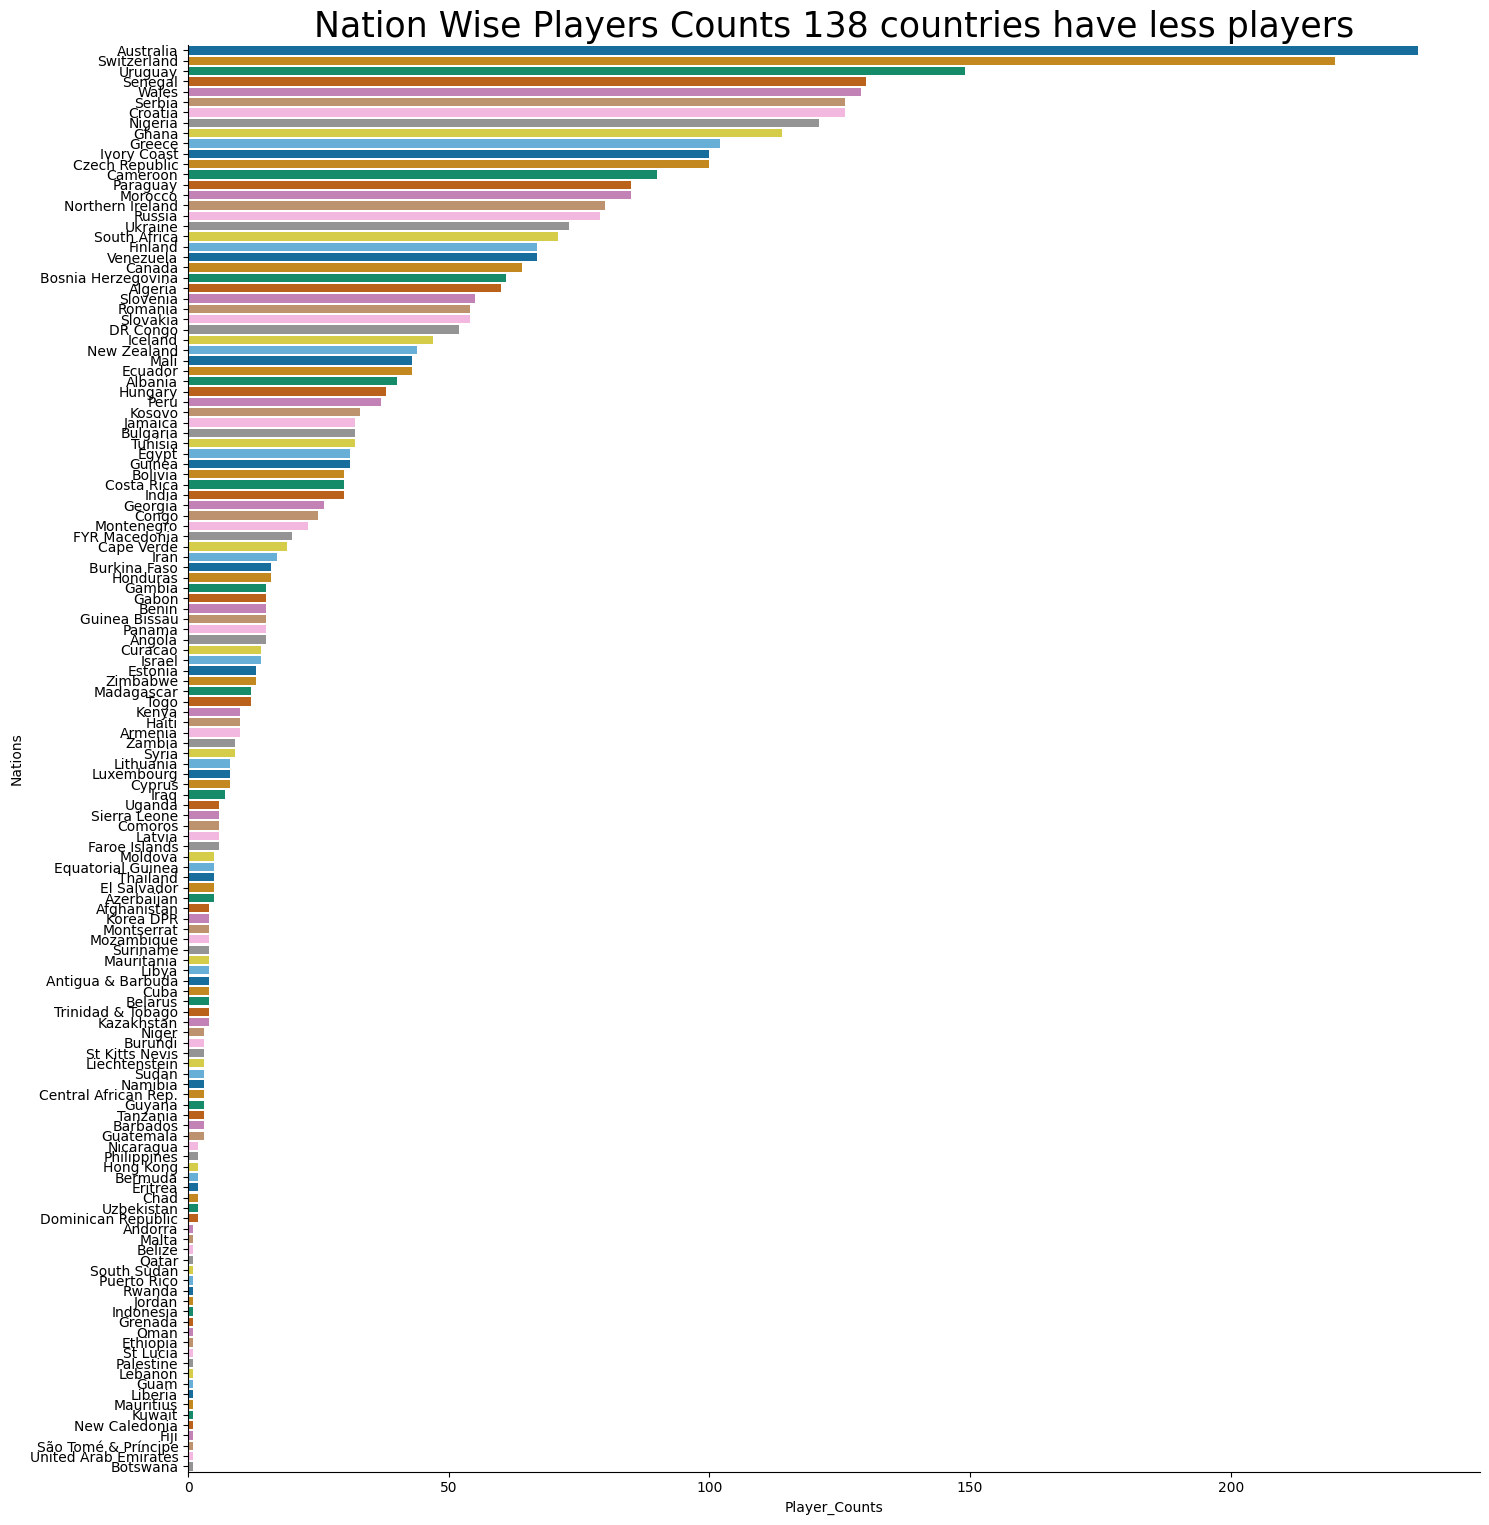 Nation Wise Players Counts 138 countries have less players
Australia
Switzerland
Uruguay
Senegal
Wales
Serbia
Croatia
Nigeria
Ghana
Greece
Ivory Coast
Czech Republic
Cameroon
Paraguay
Morocco
Northern Ireland
Russia
Ukraine
South Africa
Finland
Venezuela
Canada
Bosnia Herzegovina
Algeria
Slovenia
Romania
Slovakia
DR Congo
Iceland
New Zealand
Mali
Ecuador
Albania
Hungary
Peru
Kosovo
Jamaica
Bulgaria
Tunisia
Egypt
Guinea
Bolivia
Costa Rica
India
Georgia
Congo
Montenegro
FYR Macedonia
Cape Verde
Iran
Burkina Faso
Honduras
Gambia
Gabon
Benin
Guinea Bissau
Panama
Angola
Curacao
Israel
Estonia
Zimbabwe
Madagascar
Togo
Kenya
Haiti
Armenia
Zambia
Syria
Lithuania
Luxembourg
Cyprus
Iraq
Uganda
Sierra Leone
Comoros
Latvia
Faroe Islands
Moldova
Equatorial Guinea
Thailand
El Salvador
Azerbaijan
Afghanistan
Korea DPR
Montserrat
Mozambique
Suriname
Mauritania
Libya
Antigua & Barbuda
Cuba
Belarus
Trinidad & Tobago
Kazakhstan
Niger
Burundi
St Kitts Nevis
Liechtenstein
Sudan
Namibia
Central African Rep.
Guyana
Tanzania
Barbados
Guatemala
Nicaragua
Philippines
Hong Kong
Bermuda
Eritrea
Chad
Uzbekistan
Dominican Republic
Andorra
Malta
Belize
Qatar
South Sudan
Puerto Rico
Rwanda
Jordan
Indonesia
Grenada
Oman
Ethiopia
St Lucia
Palestine
Lebanon
Guam
Liberia
Mauritius
Kuwait
New Caledonia
Fiji
São Tomé & Príncipe
United Arab Emirates
Botswana
Nations
0 50 100 150 200
Player_Counts